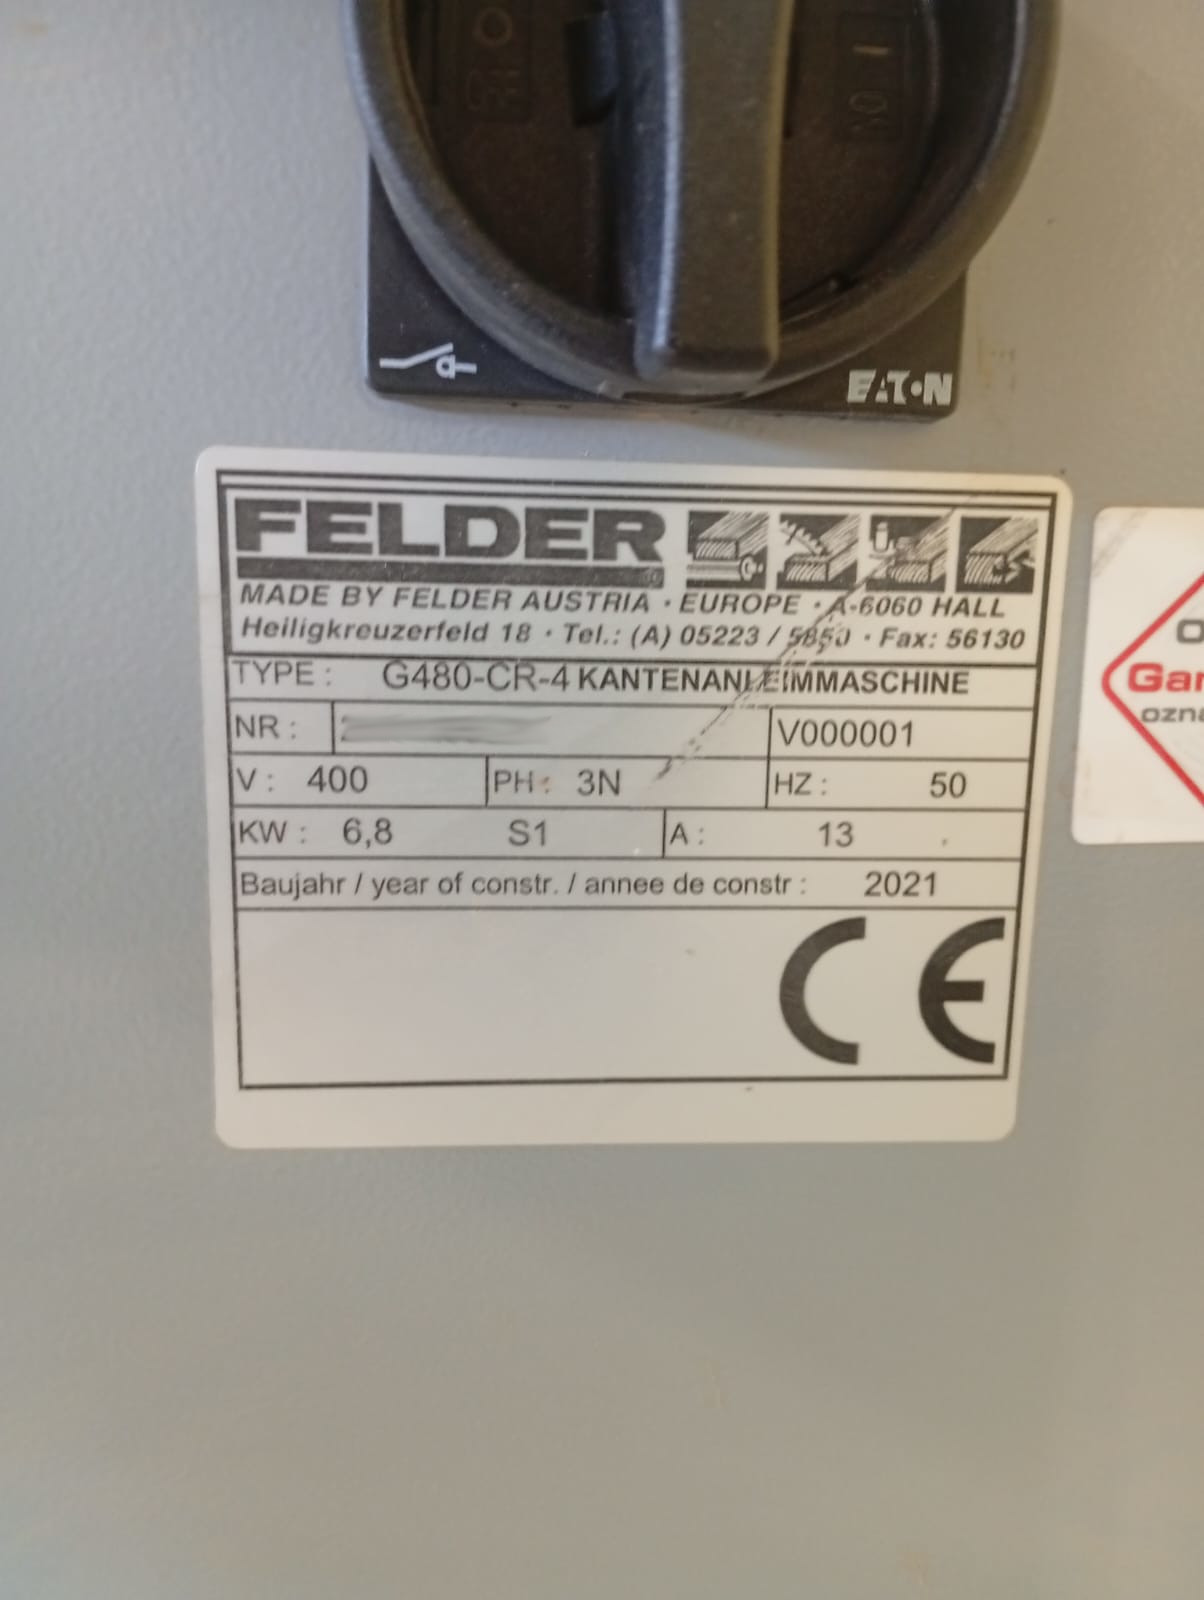 EATON
FELDER
MADE BY FELDER AUSTRIA · EUROPE · A-6060 HALL
Heiligkreuzerfeld 18 · Tel.: (A) 05223 / 5850 · Fax: 56130
TYPE : G480-CR-4 KANTENANLEIMMASCHINE
NR : V000001
V : 400 PH : 3N HZ : 50
KW : 6,8 S1 A : 13
Baujahr / year of constr. / annee de constr : 2021
CE